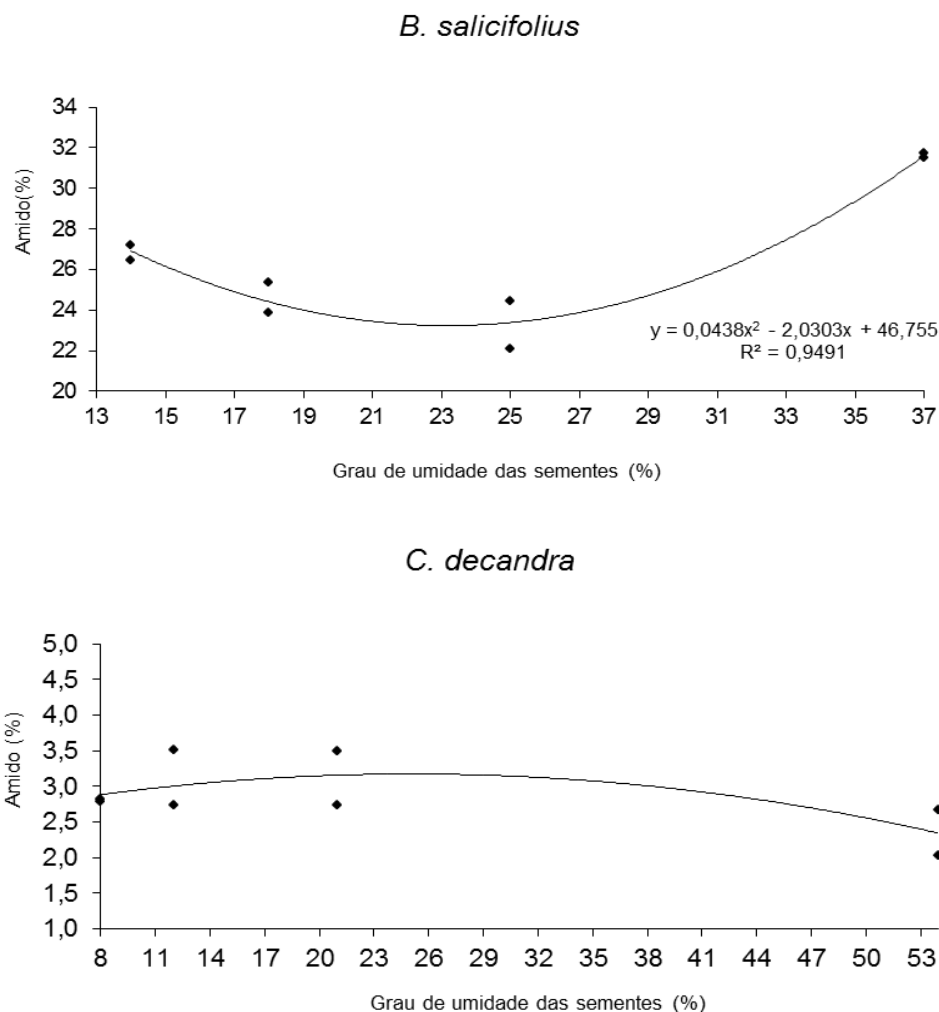 B. salicifolius
34
32
30
28
26
24
22
20
Amido(%)
y = 0,0438x² - 2,0303x + 46,755
R² = 0,9491
13 15 17 19 21 23 25 27 29 31 33 35 37
Grau de umidade das sementes (%)
C. decandra
5,0
4,5
4,0
3,5
3,0
2,5
2,0
1,5
1,0
Amido (%)
8 11 14 17 20 23 26 29 32 35 38 41 44 47 50 53
Grau de umidade das sementes (%)